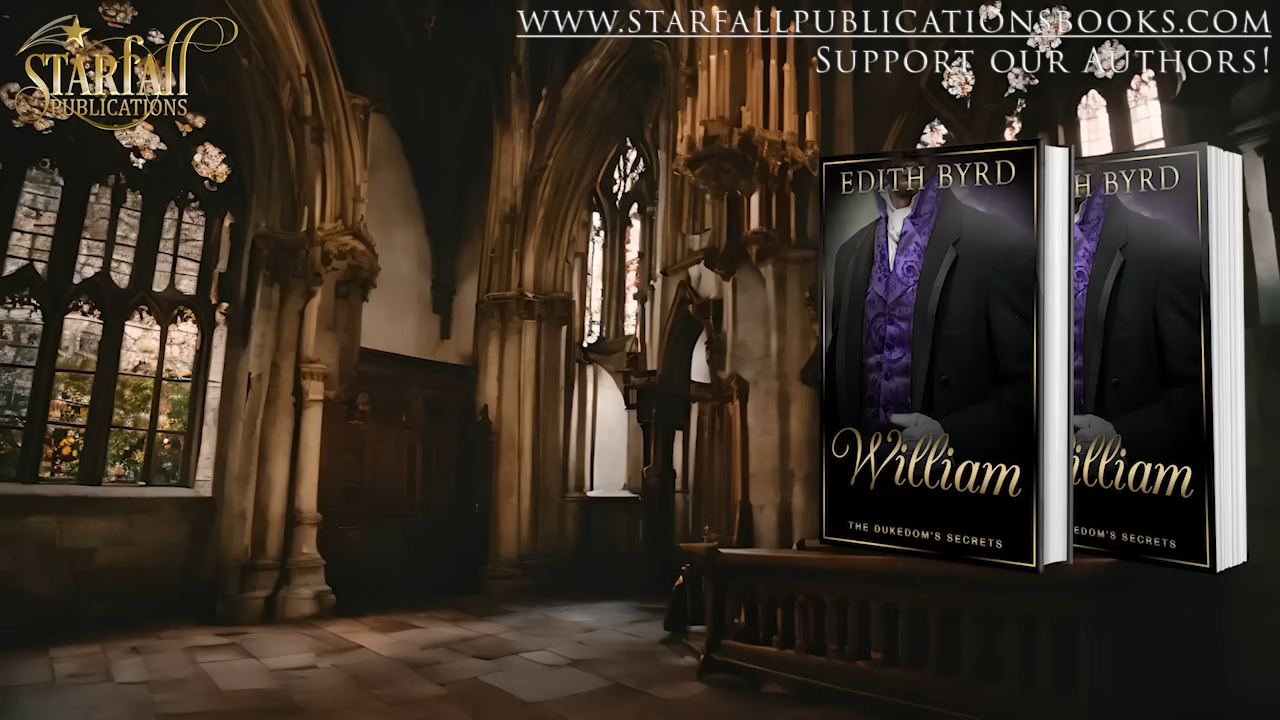 STARfall
PUBLICATIONS
WWW.STARFALLPUBLICATIONSBOOKS.COM
SUPPORT OUR AUTHORS!
EDITH BYRD
William
THE DUKEDOM'S SECRETS
H BYRD
illiam
EDOM'S SECRETS